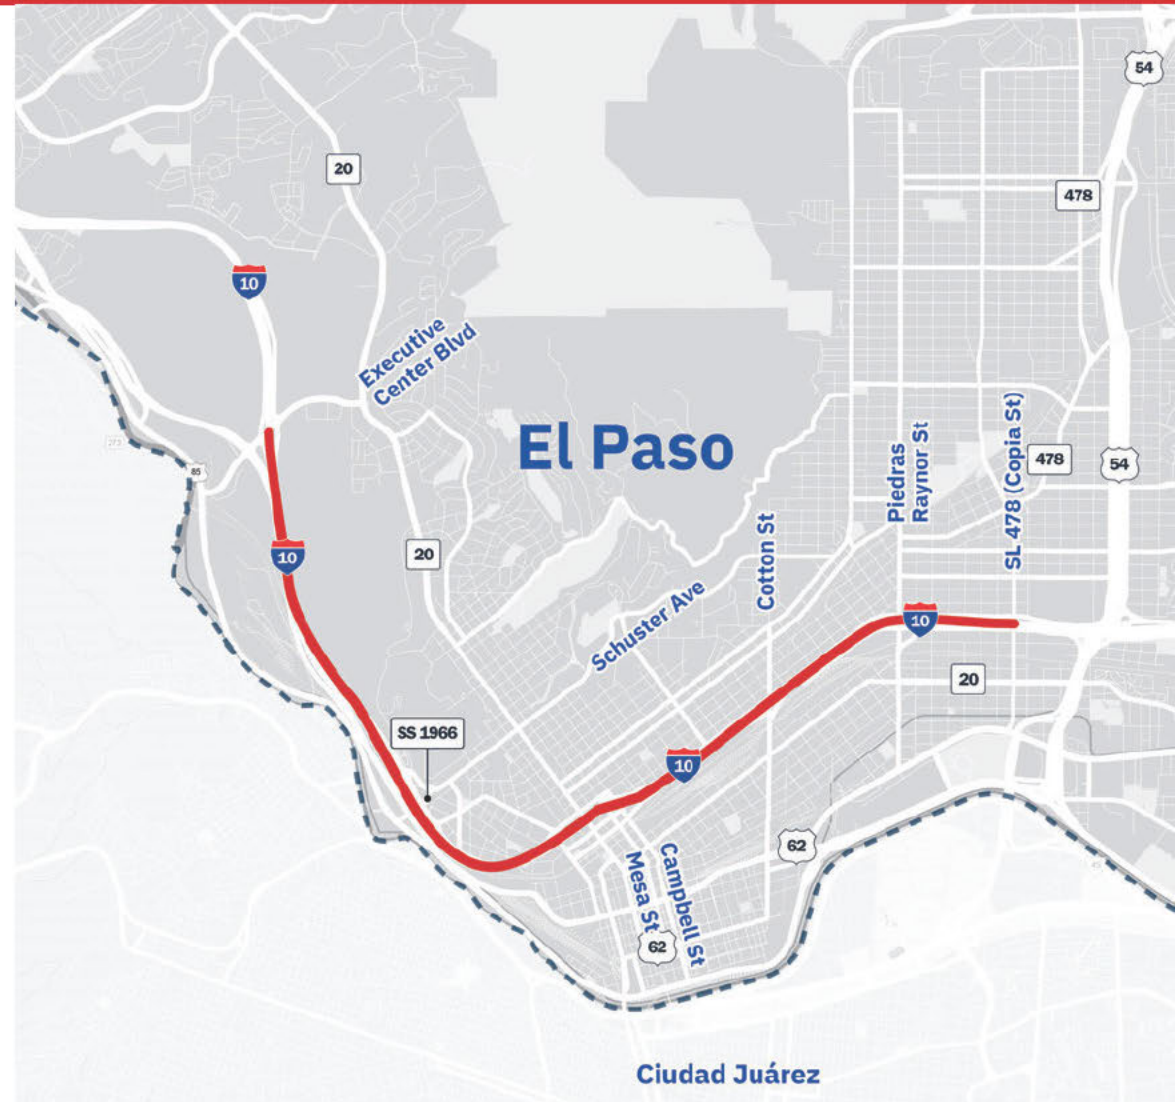 54
20
478
10
Executive
Center Blvd
El Paso
Piedras
Raynor St
SL 478 (Copia St)
478
54
273
85
10
20
Cotton St
Schuster Ave
10
20
SS 1966
10
62
Mesa St
Campbell St
45
62
Ciudad Juárez